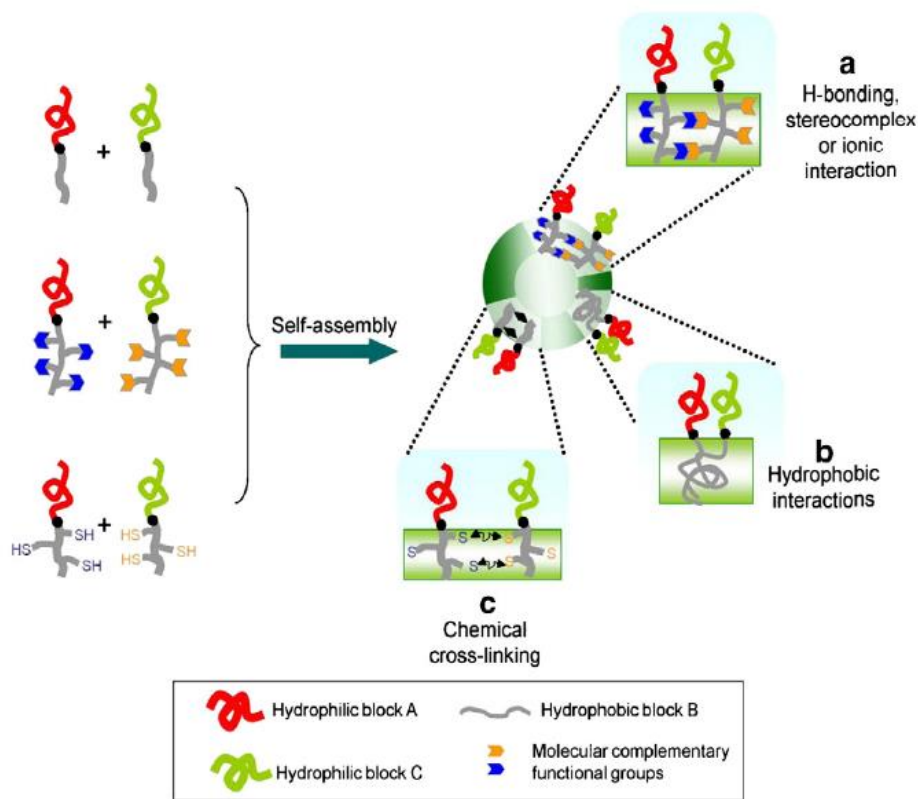 a
H-bonding,
stereocomplex
or ionic
interaction
+
+
Self-assembly
b
Hydrophobic
interactions
SH
HS
SH
+
HS
SH
HS
S
S
S
S
S
S
c
Chemical
cross-linking
Hydrophilic block A
Hydrophobic block B
Hydrophilic block C
Molecular complementary
functional groups